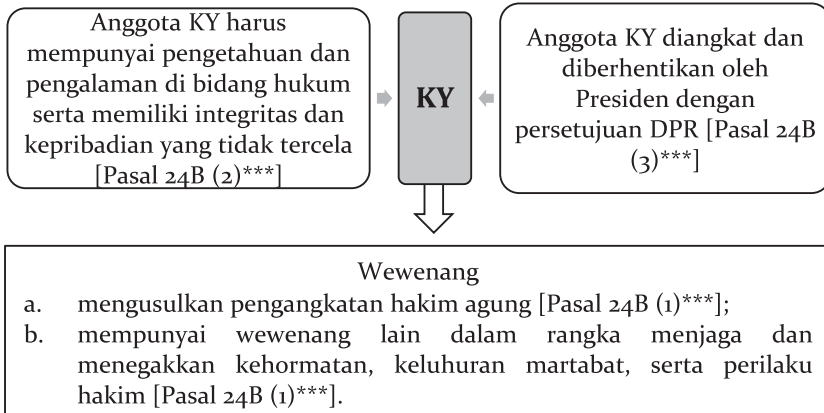 Anggota KY harus
mempunyai pengetahuan dan
pengalaman di bidang hukum
serta memiliki integritas dan
kepribadian yang tidak tercela
[Pasal 24B (2)***]
KY
Anggota KY diangkat dan
diberhentikan oleh
Presiden dengan
persetujuan DPR [Pasal 24B
(3)***]
Wewenang
a. mengusulkan pengangkatan hakim agung [Pasal 24B (1)***];
b. mempunyai wewenang lain dalam rangka menjaga dan
menegakkan kehormatan, keluhuran martabat, serta perilaku
hakim [Pasal 24B (1)***].